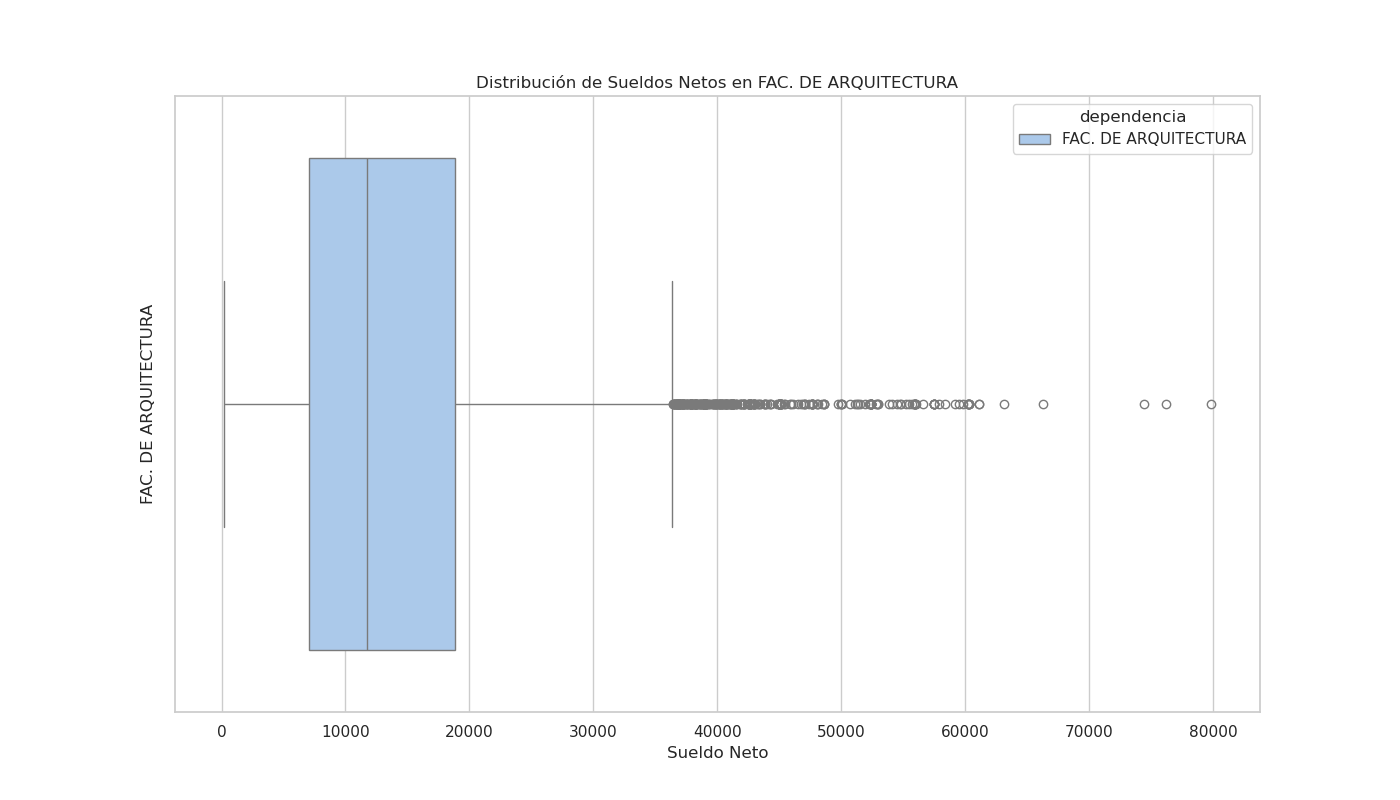 Distribución de Sueldos Netos en FAC. DE ARQUITECTURA
dependencia
FAC. DE ARQUITECTURA
FAC. DE ARQUITECTURA
0 10000 20000 30000 40000 50000 60000 70000 80000
Sueldo Neto